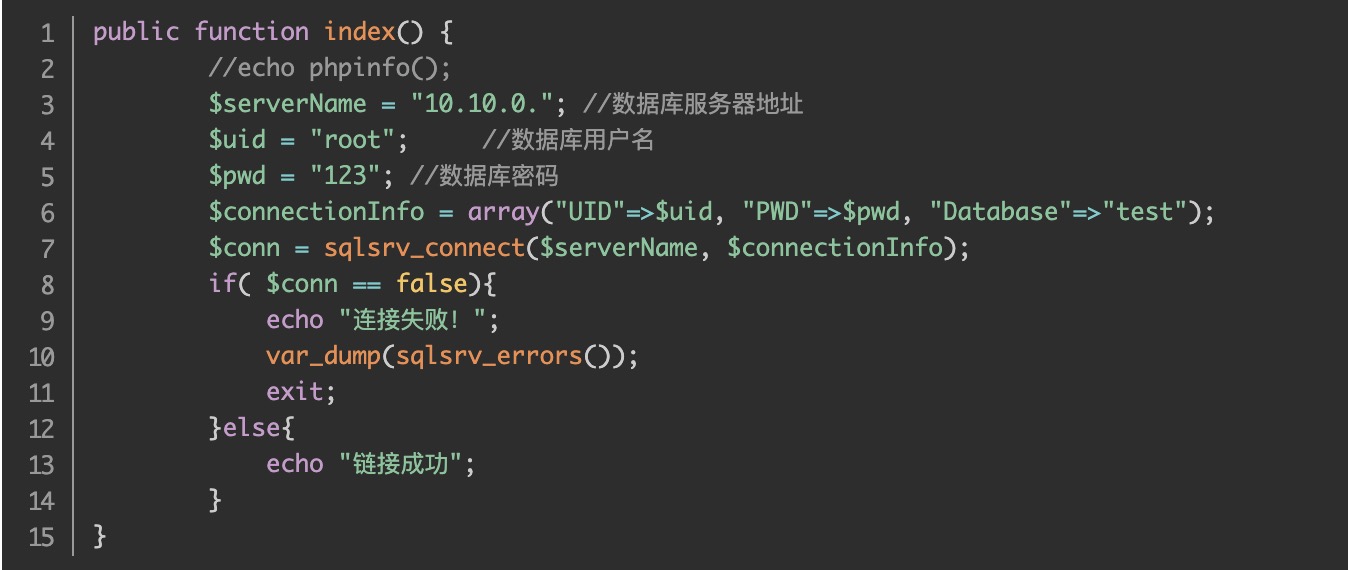 1 public function index() {
2 //echo phpinfo();
3 $serverName = "10.10.0."; //数据库服务器地址
4 $uid = "root"; //数据库用户名
5 $pwd = "123"; //数据库密码
6 $connectionInfo = array("UID"=>$uid, "PWD"=>$pwd, "Database"=>"test");
7 $conn = sqlsrv_connect($serverName, $connectionInfo);
8 if( $conn == false){
9 echo "连接失败！";
10 var_dump(sqlsrv_errors());
11 exit;
12 }else{
13 echo "链接成功";
14 }
15 }